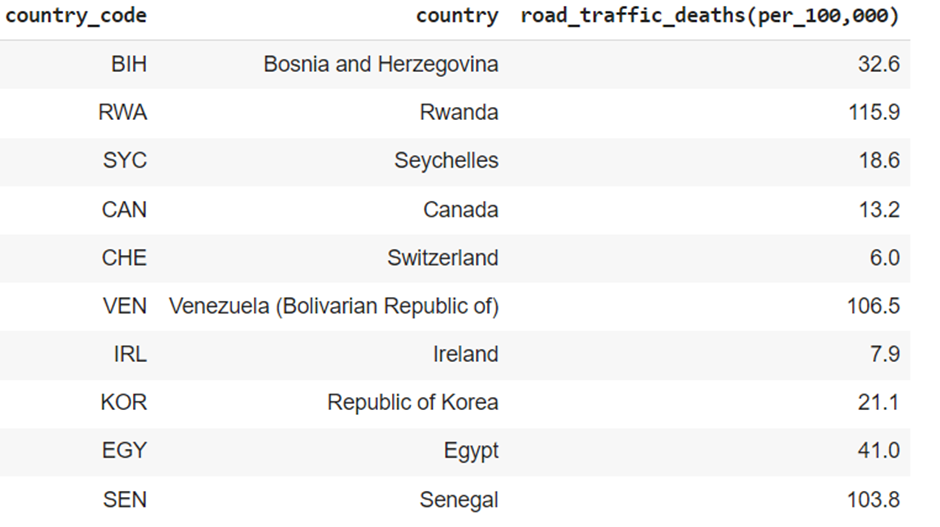 country_code country road_traffic_deaths(per_100,000)
BIH Bosnia and Herzegovina 32.6
RWA Rwanda 115.9
SYC Seychelles 18.6
CAN Canada 13.2
CHE Switzerland 6.0
VEN Venezuela (Bolivarian Republic of) 106.5
IRL Ireland 7.9
KOR Republic of Korea 21.1
EGY Egypt 41.0
SEN Senegal 103.8